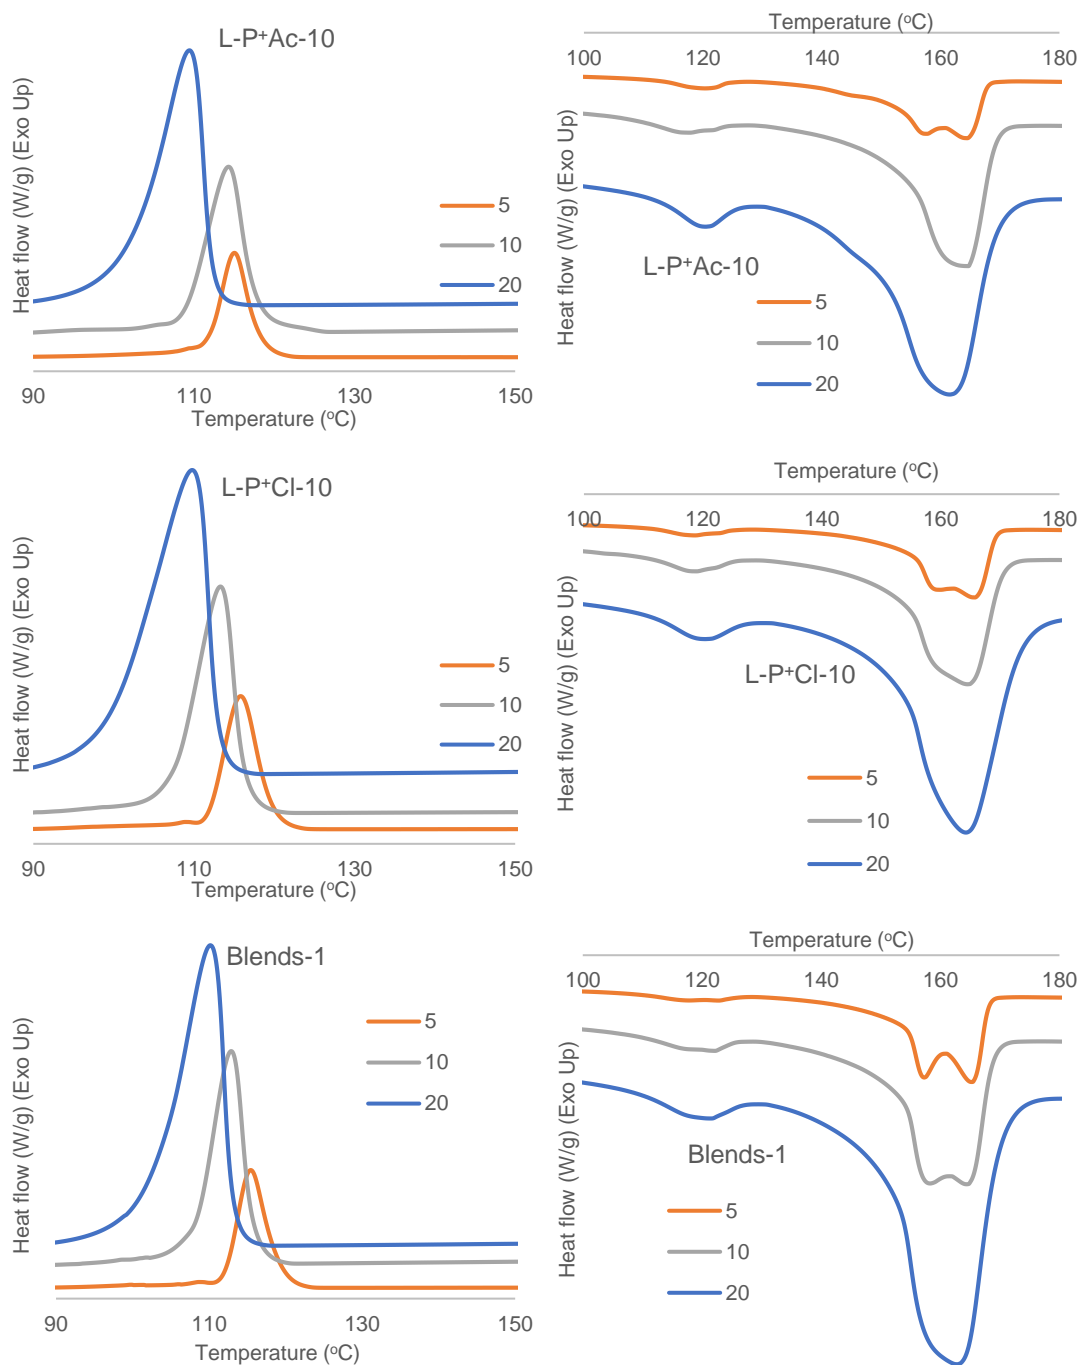 L-P+Ac-10
Heat flow (W/g) (Exo Up)
5
10
20
90 110 130 150
Temperature (oC)
Temperature (oC)
100 120 140 160 180
Heat flow (W/g) (Exo Up)
L-P+Ac-10
5
10
20
L-P+Cl-10
Heat flow (W/g) (Exo Up)
5
10
20
90 110 130 150
Temperature (oC)
Temperature (oC)
100 120 140 160 180
Heat flow (W/g) (Exo Up)
L-P+Cl-10
5
10
20
Blends-1
Heat flow (W/g) (Exo Up)
5
10
20
90 110 130 150
Temperature (oC)
Temperature (oC)
100 120 140 160 180
Heat flow (W/g) (Exo Up)
Blends-1
5
10
20